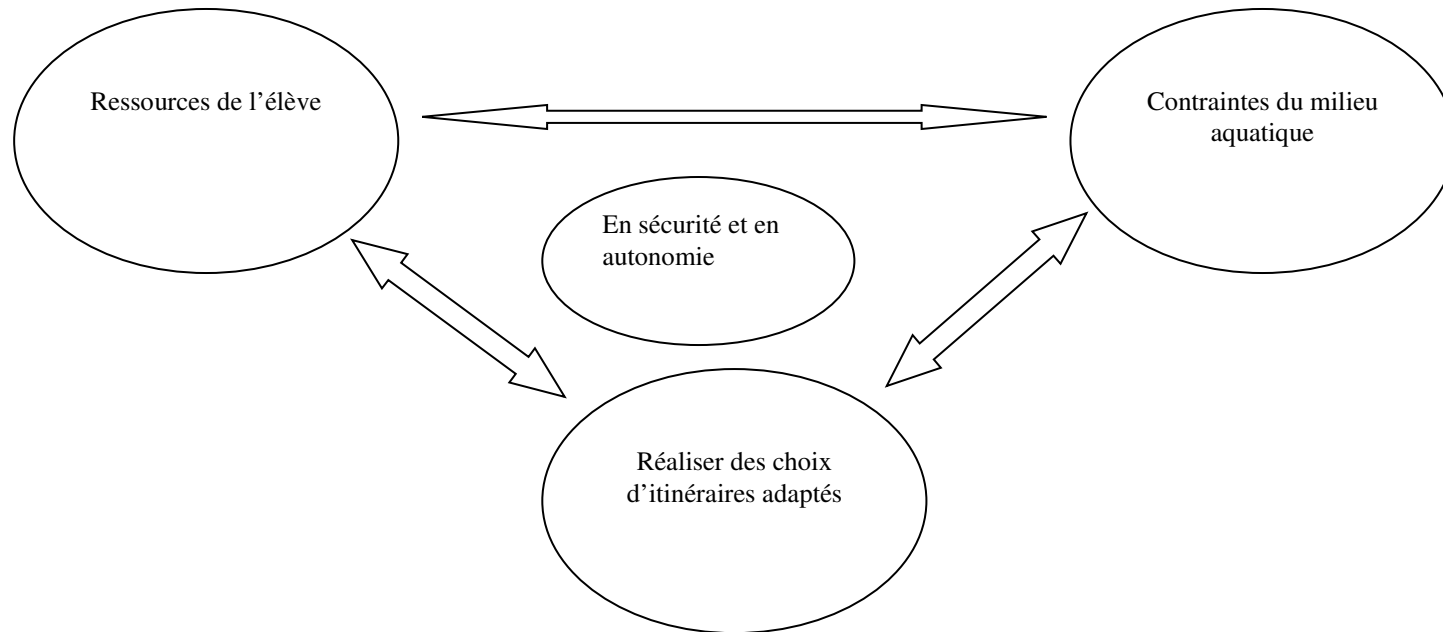 Ressources de l’élève
Contraintes du milieu
aquatique
En sécurité et en
autonomie
Réaliser des choix
d’itinéraires adaptés